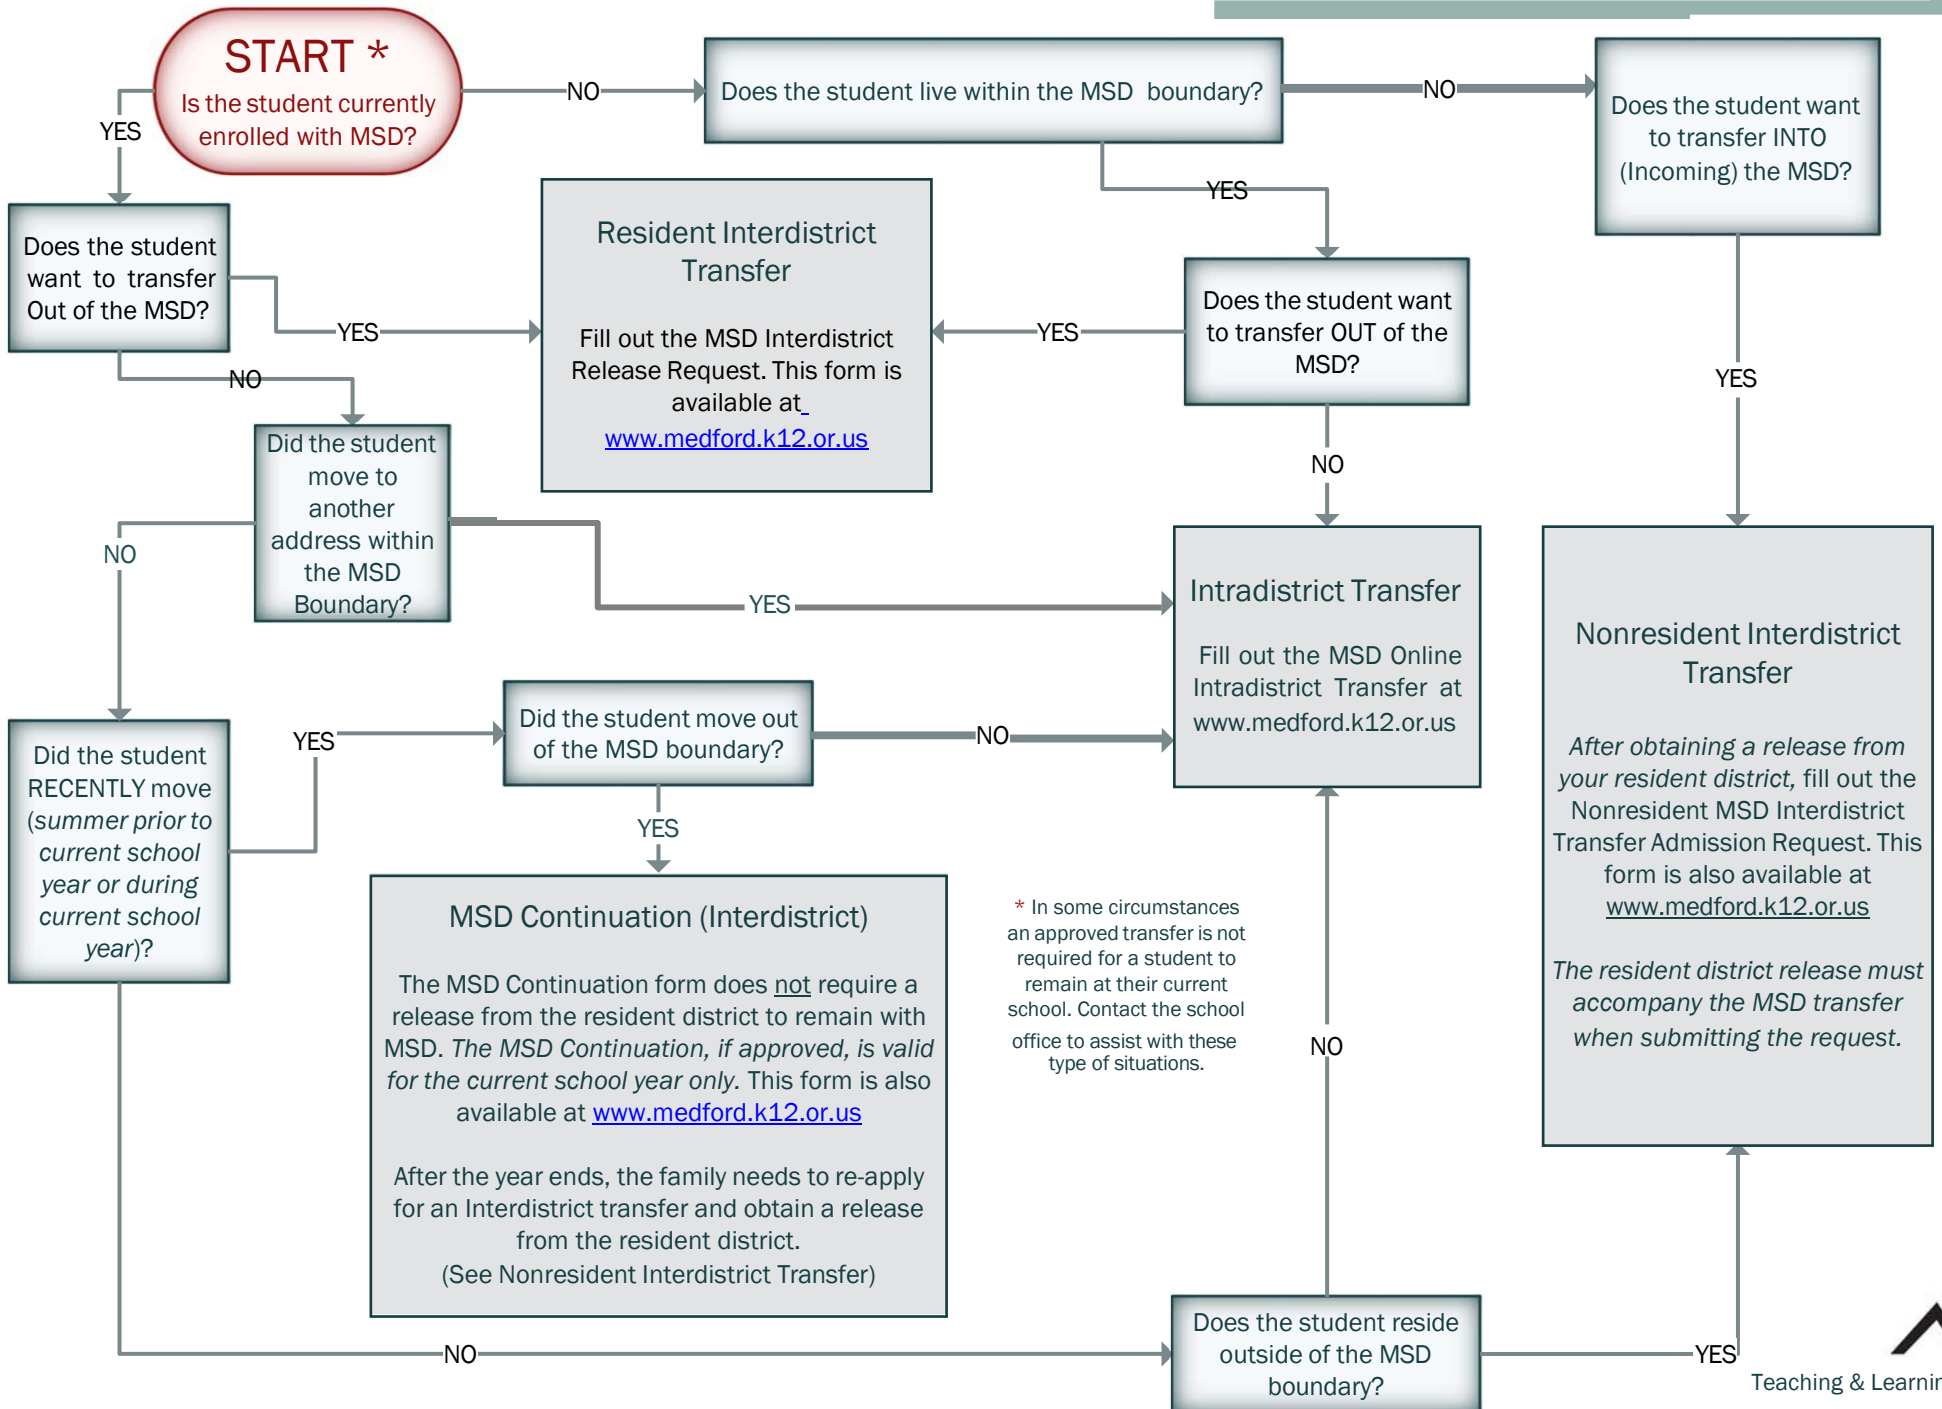 START *
Is the student currently
enrolled with MSD?
NO
Does the student live within the MSD boundary?
NO
Does the student want
to transfer INTO
(Incoming) the MSD?
YES
YES
YES
Does the student
want to transfer
Out of the MSD?
YES
NO
Resident Interdistrict
Transfer
Fill out the MSD Interdistrict
Release Request. This form is
available at
www.medford.k12.or.us
YES
Does the student want
to transfer OUT of the
MSD?
NO
Did the student
move to
another
address within
the MSD
Boundary?
NO
YES
Intradistrict Transfer
Fill out the MSD Online
Intradistrict Transfer at
www.medford.k12.or.us
Nonresident Interdistrict
Transfer
After obtaining a release from
your resident district, fill out the
Nonresident MSD Interdistrict
Transfer Admission Request. This
form is also available at
www.medford.k12.or.us
The resident district release must
accompany the MSD transfer
when submitting the request.
Did the student
RECENTLY move
(summer prior to
current school
year or during
current school
year)?
YES
Did the student move out
of the MSD boundary?
NO
YES
MSD Continuation (Interdistrict)
The MSD Continuation form does not require a
release from the resident district to remain with
MSD. The MSD Continuation, if approved, is valid
for the current school year only. This form is also
available at www.medford.k12.or.us
After the year ends, the family needs to re-apply
for an Interdistrict transfer and obtain a release
from the resident district.
(See Nonresident Interdistrict Transfer)
* In some circumstances
an approved transfer is not
required for a student to
remain at their current
school. Contact the school
office to assist with these
type of situations.
NO
NO
Does the student reside
outside of the MSD
boundary?
YES
Teaching & Learnin